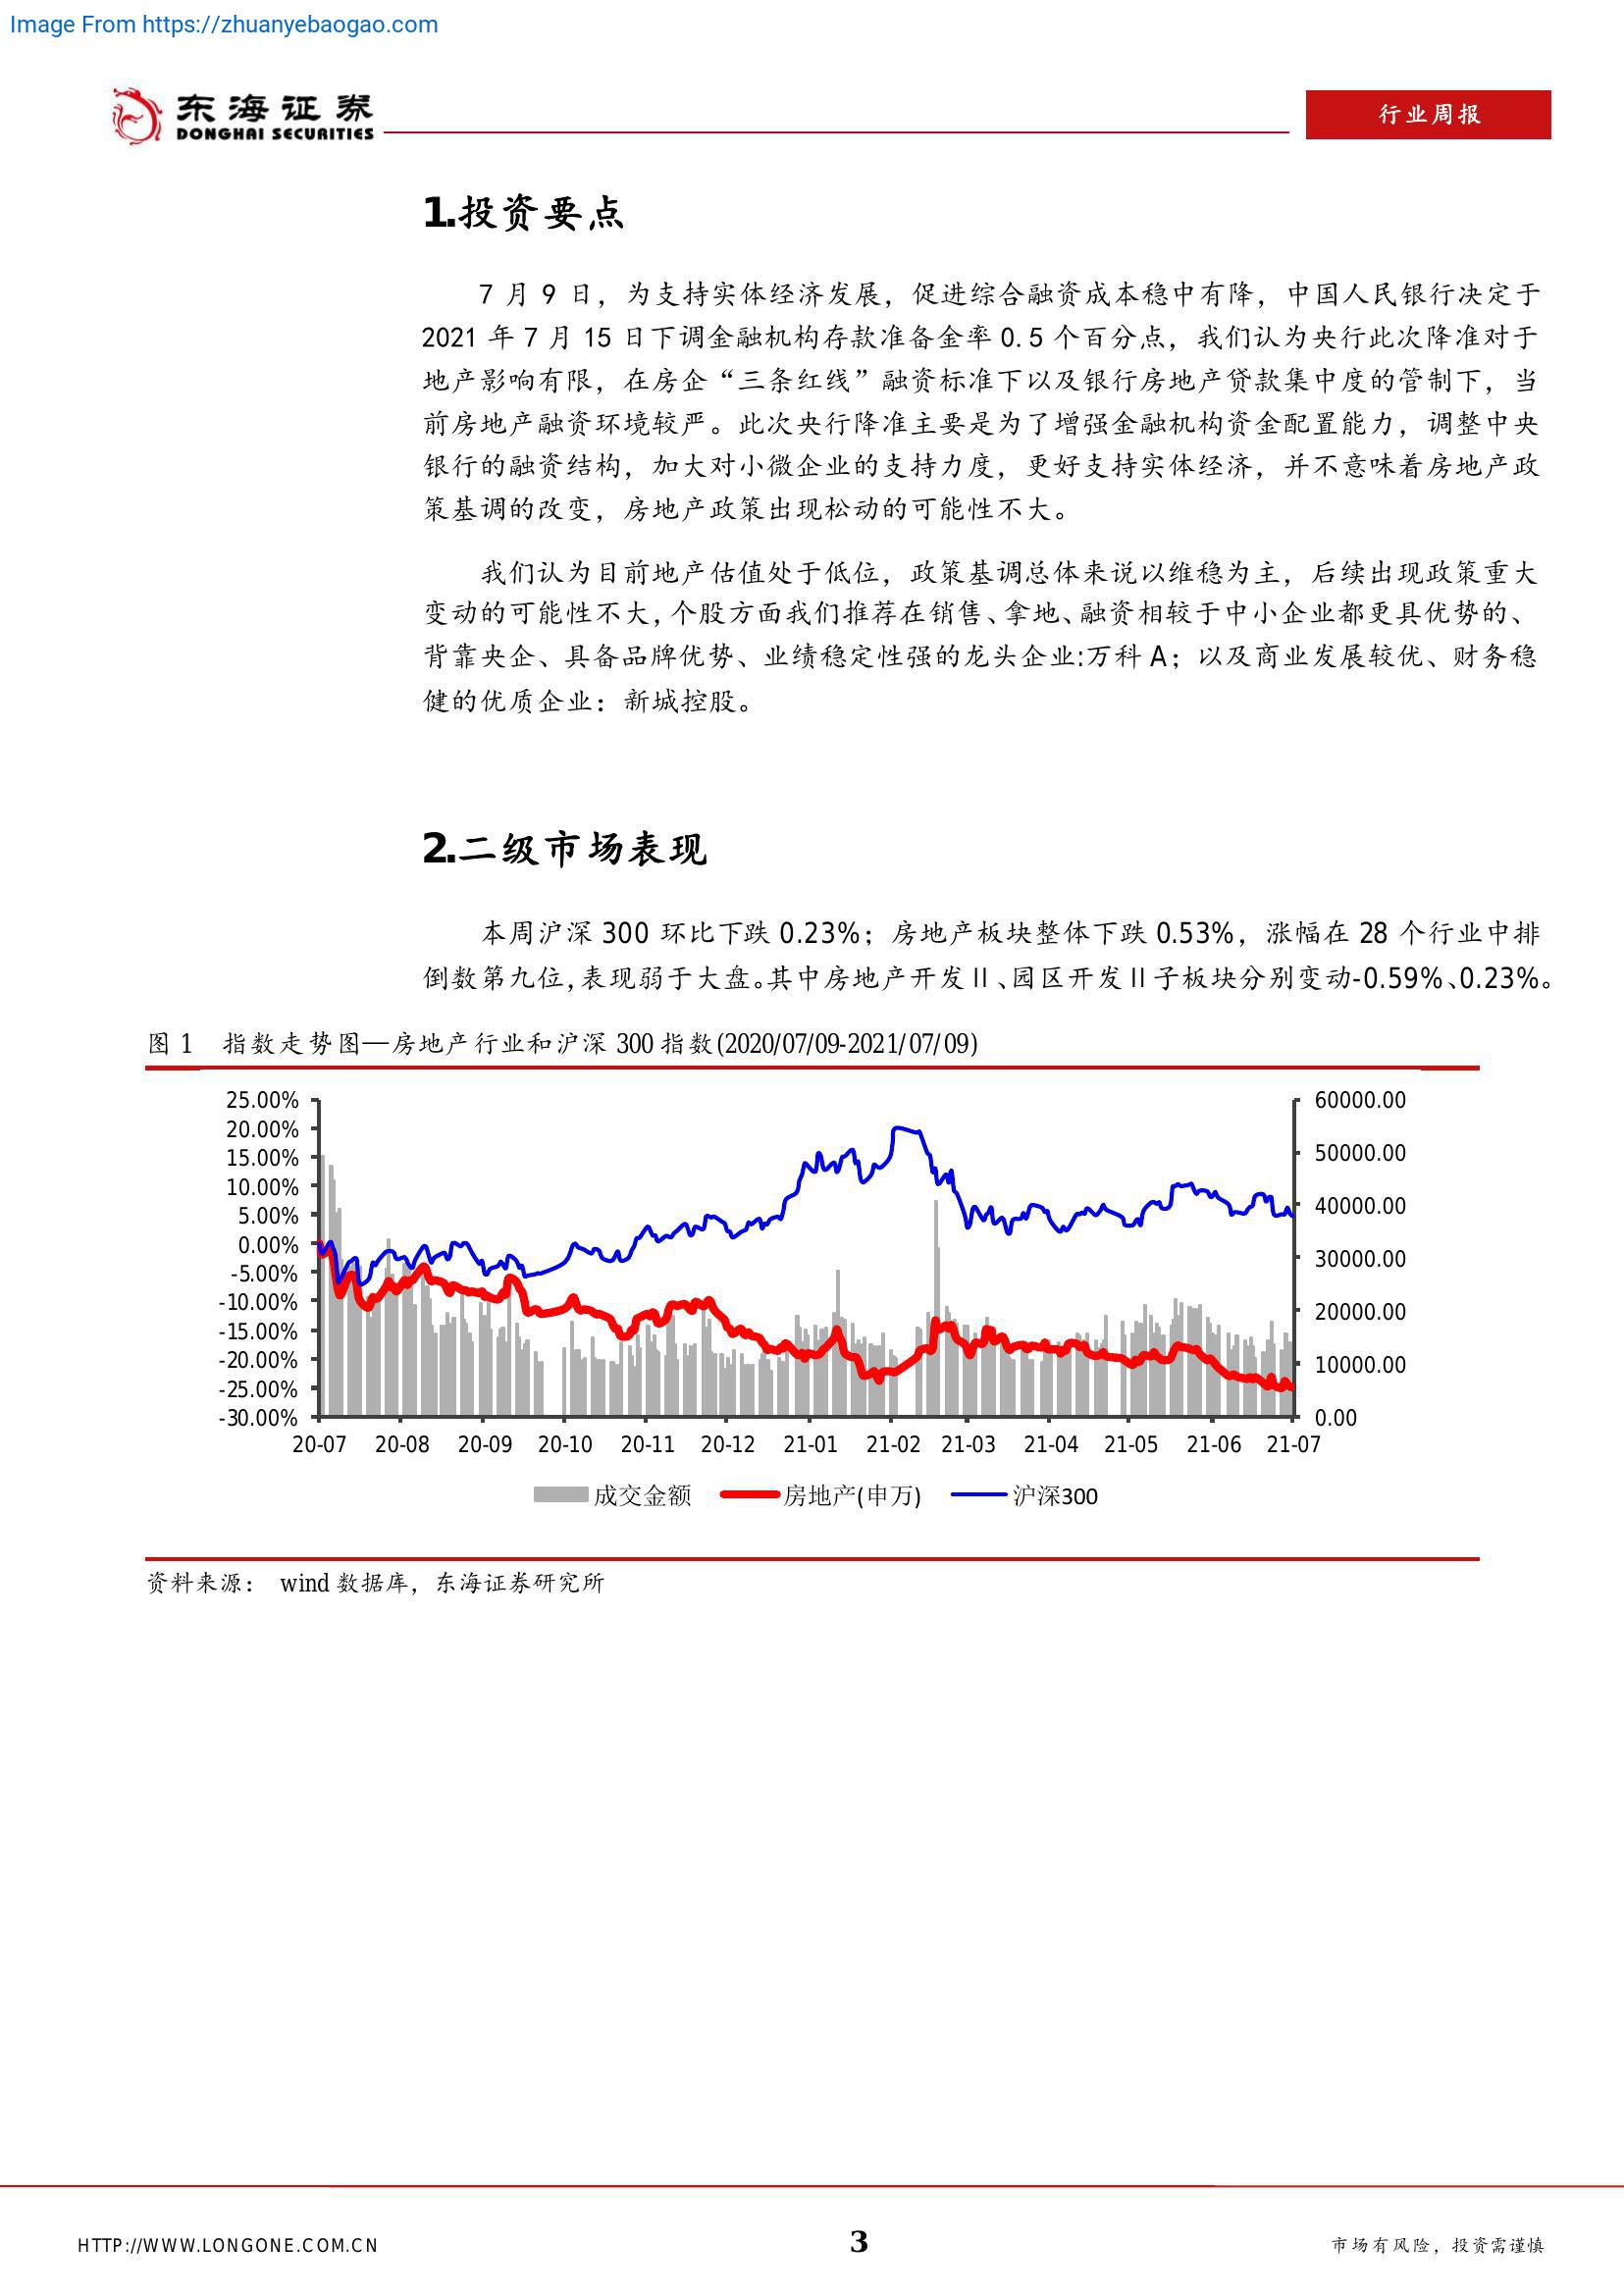 Image From https://zhuanyebaogao.com
东海证券
DONGHAI SECURITIES
行业周报
1.投资要点
7 月 9 日，为支持实体经济发展，促进综合融资成本稳中有降，中国人民银行决定于
2021 年 7 月 15 日下调金融机构存款准备金率 0.5 个百分点，我们认为央行此次降准对于
地产影响有限，在房企“三条红线”融资标准下以及银行房地产贷款集中度的管制下，当
前房地产融资环境较严。此次央行降准主要是为了增强金融机构资金配置能力，调整中央
银行的融资结构，加大对小微企业的支持力度，更好支持实体经济，并不意味着房地产政
策基调的改变，房地产政策出现松动的可能性不大。
我们认为目前地产估值处于低位，政策基调总体来说以维稳为主，后续出现政策重大
变动的可能性不大，个股方面我们推荐在销售、拿地、融资相较于中小企业都更具优势的、
背靠央企、具备品牌优势、业绩稳定性强的龙头企业:万科 A；以及商业发展较优、财务稳
健的优质企业：新城控股。
2.二级市场表现
本周沪深 300 环比下跌 0.23%；房地产板块整体下跌 0.53%，涨幅在 28 个行业中排
倒数第九位，表现弱于大盘。其中房地产开发Ⅱ、园区开发Ⅱ子板块分别变动-0.59%、0.23%。
图 1 指数走势图—房地产行业和沪深 300 指数(2020/07/09-2021/07/09)
25.00%
20.00%
15.00%
10.00%
5.00%
0.00%
-5.00%
-10.00%
-15.00%
-20.00%
-25.00%
-30.00%
60000.00
50000.00
40000.00
30000.00
20000.00
10000.00
0.00
20-07 20-08 20-09 20-10 20-11 20-12 21-01 21-02 21-03 21-04 21-05 21-06 21-07
成交金额 房地产(申万) 沪深300
资料来源： wind 数据库，东海证券研究所
HTTP://WWW.LONGONE.COM.CN 3 市场有风险，投资需谨慎